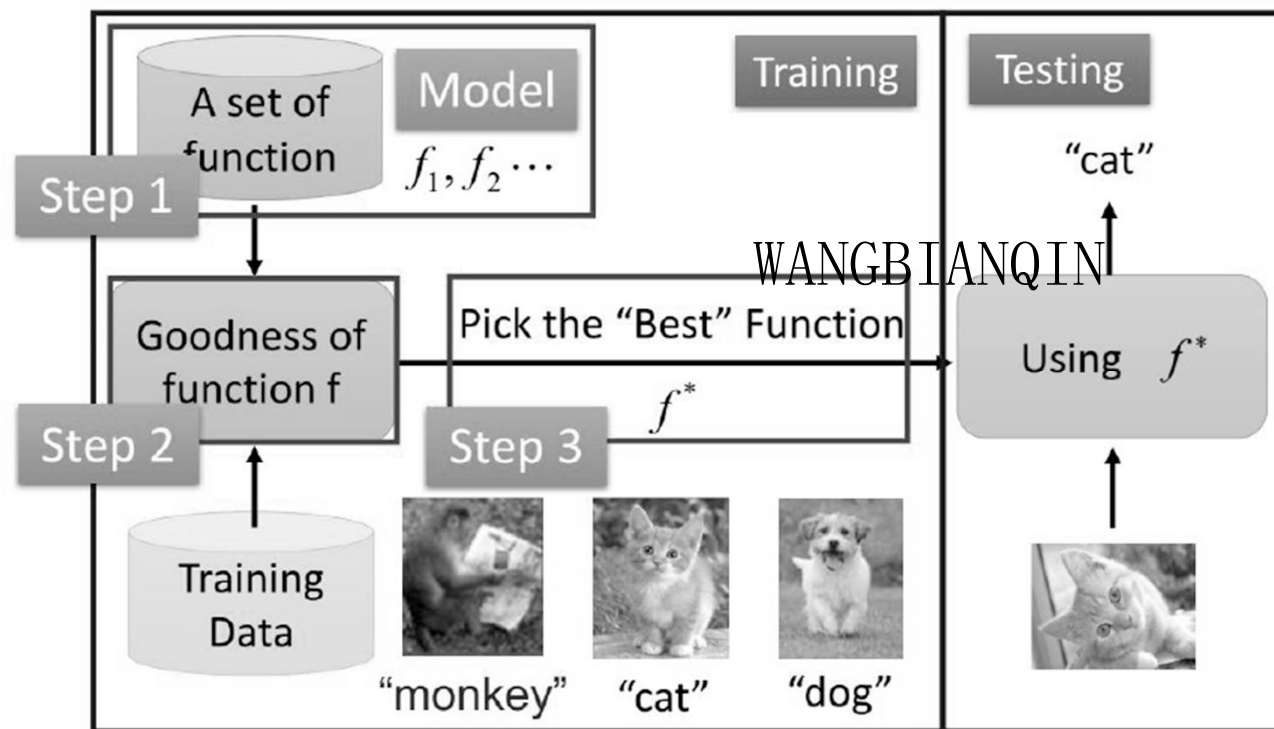 A set of
function
Model
f₁, f₂ ⋯
Training
Testing
Step 1
"cat"
WANGBIANQIN
Goodness of
function f
Pick the "Best" Function
f*
Using f*
Step 2
Step 3
Training
Data
"monkey"
"cat"
"dog"